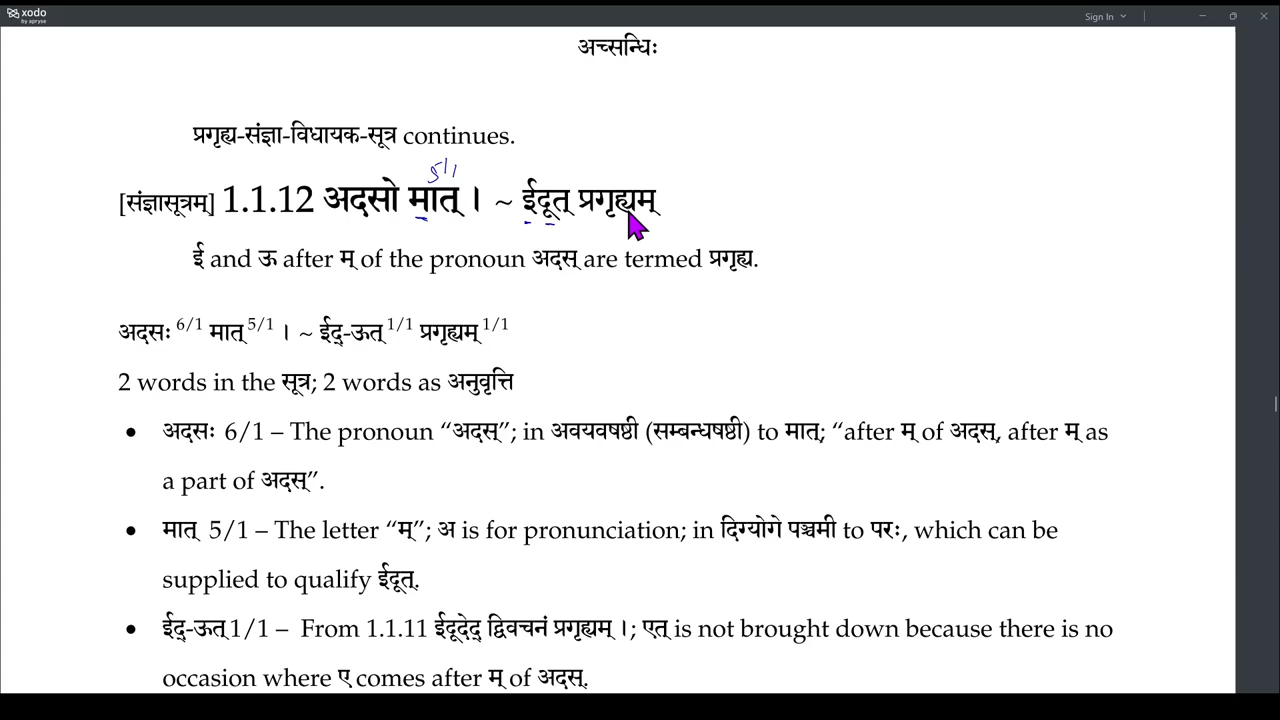 xodo
by apryse
Sign In
अच्सन्धिः
प्रगृह्य-संज्ञा-विधायक-सूत्र continues.
5/1
[संज्ञासूत्रम्] 1.1.12 अदसो मात् । ~ ईदूत् प्रगृह्यम्
ई and ऊ after म् of the pronoun अदस् are termed प्रगृह्य.
अदसः 6/1 मात् 5/1 । ~ ईद्-ऊत् 1/1 प्रगृह्यम् 1/1
2 words in the सूत्र; 2 words as अनुवृत्ति
• अदसः 6/1 – The pronoun “अदस्”; in अवयवषष्ठी (सम्बन्धषष्ठी) to मात्; “after म् of अदस्, after म् as
a part of अदस्”.
• मात् 5/1 – The letter “म्”; अ is for pronunciation; in दिग्योगे पञ्चमी to परः, which can be
supplied to qualify ईदूत्.
• ईद्-ऊत् 1/1 – From 1.1.11 ईदूदेद् द्विवचनं प्रगृह्यम् ।; एत् is not brought down because there is no
occasion where ए comes after म् of अदस्.